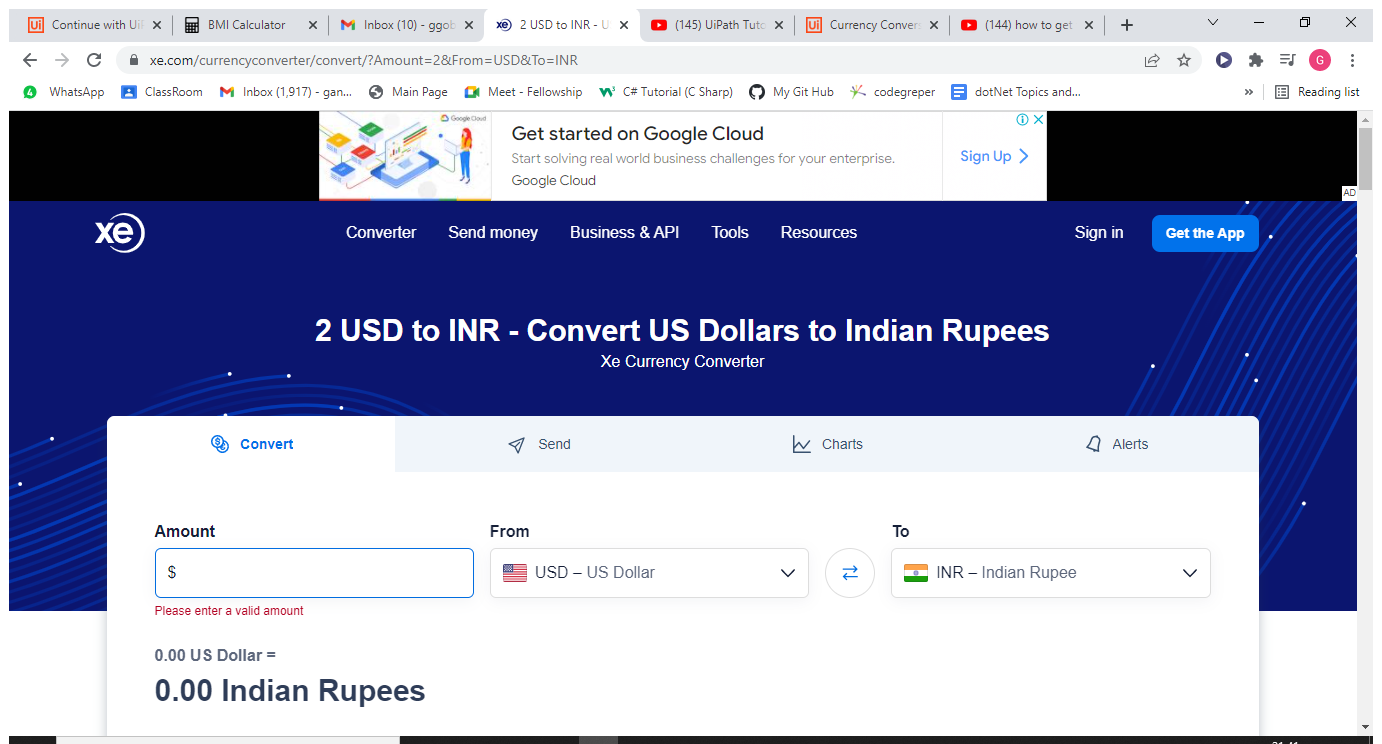 Continue with UiP
BMI Calculator
Inbox (10) - ggob
2 USD to INR - U
(145) UiPath Tuto
Currency Convers
(144) how to get
xe.com/currencyconverter/convert/?Amount=2&From=USD&To=INR
G
WhatsApp
ClassRoom
Inbox (1,917) - gan...
Main Page
Meet - Fellowship
C# Tutorial (C Sharp)
My Git Hub
codegreper
dotNet Topics and...
»
Reading list
Google Cloud
Get started on Google Cloud
Start solving real world business challenges for your enterprise.
Google Cloud
Sign Up
AD
xe
Converter
Send money
Business & API
Tools
Resources
Sign in
Get the App
2 USD to INR - Convert US Dollars to Indian Rupees
Xe Currency Converter
Convert
Send
Charts
Alerts
Amount
From
To
$
USD – US Dollar
INR – Indian Rupee
Please enter a valid amount
0.00 US Dollar =
0.00 Indian Rupees